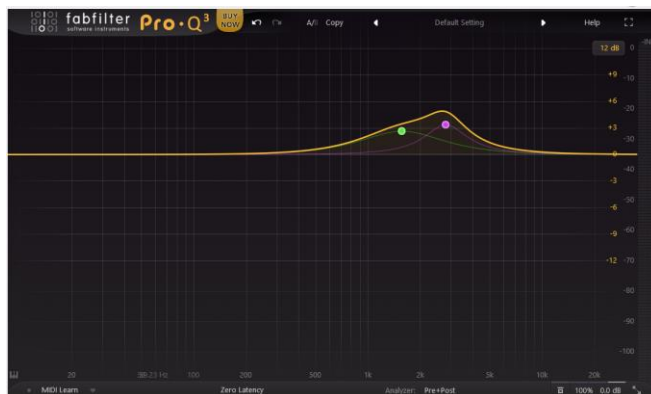 fabfilter
software instruments
Pro·Q³
BUY NOW
A/B Copy
Default Setting
Help
12 dB
0
+9
-10
+6
-20
+3
-30
0
-40
-3
-50
-6
-60
-9
-70
-12
-80
-90
-100
20
100
200
500
1k
2k
5k
10k
20k
MIDI Learn
Zero Latency
Analyzer: Pre+Post
100%
0.0 dB